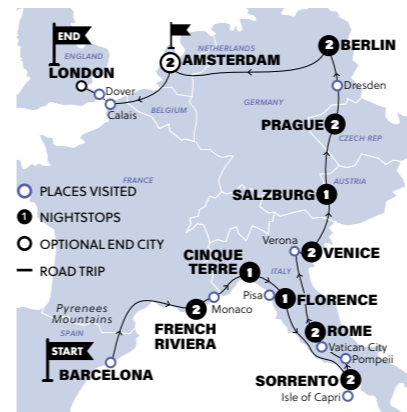 END
ENGLAND
LONDON
Dover
Calais
NETHERLANDS
2
AMSTERDAM
BELGIUM
2
BERLIN
GERMANY
Dresden
PRAGUE
2
CZECH REP
FRANCE
AUSTRIA
SALZBURG
1
PLACES VISITED
1 NIGHTSTOPS
OPTIONAL END CITY
ROAD TRIP
Verona
2
VENICE
CINQUE
TERRE
1
ITALY
Pisa
1
FLORENCE
Monaco
2
FRENCH
RIVIERA
Pyrenees
Mountains
SPAIN
START
BARCELONA
2
ROME
Vatican City
Pompeii
SORRENTO
2
Isle of Capri